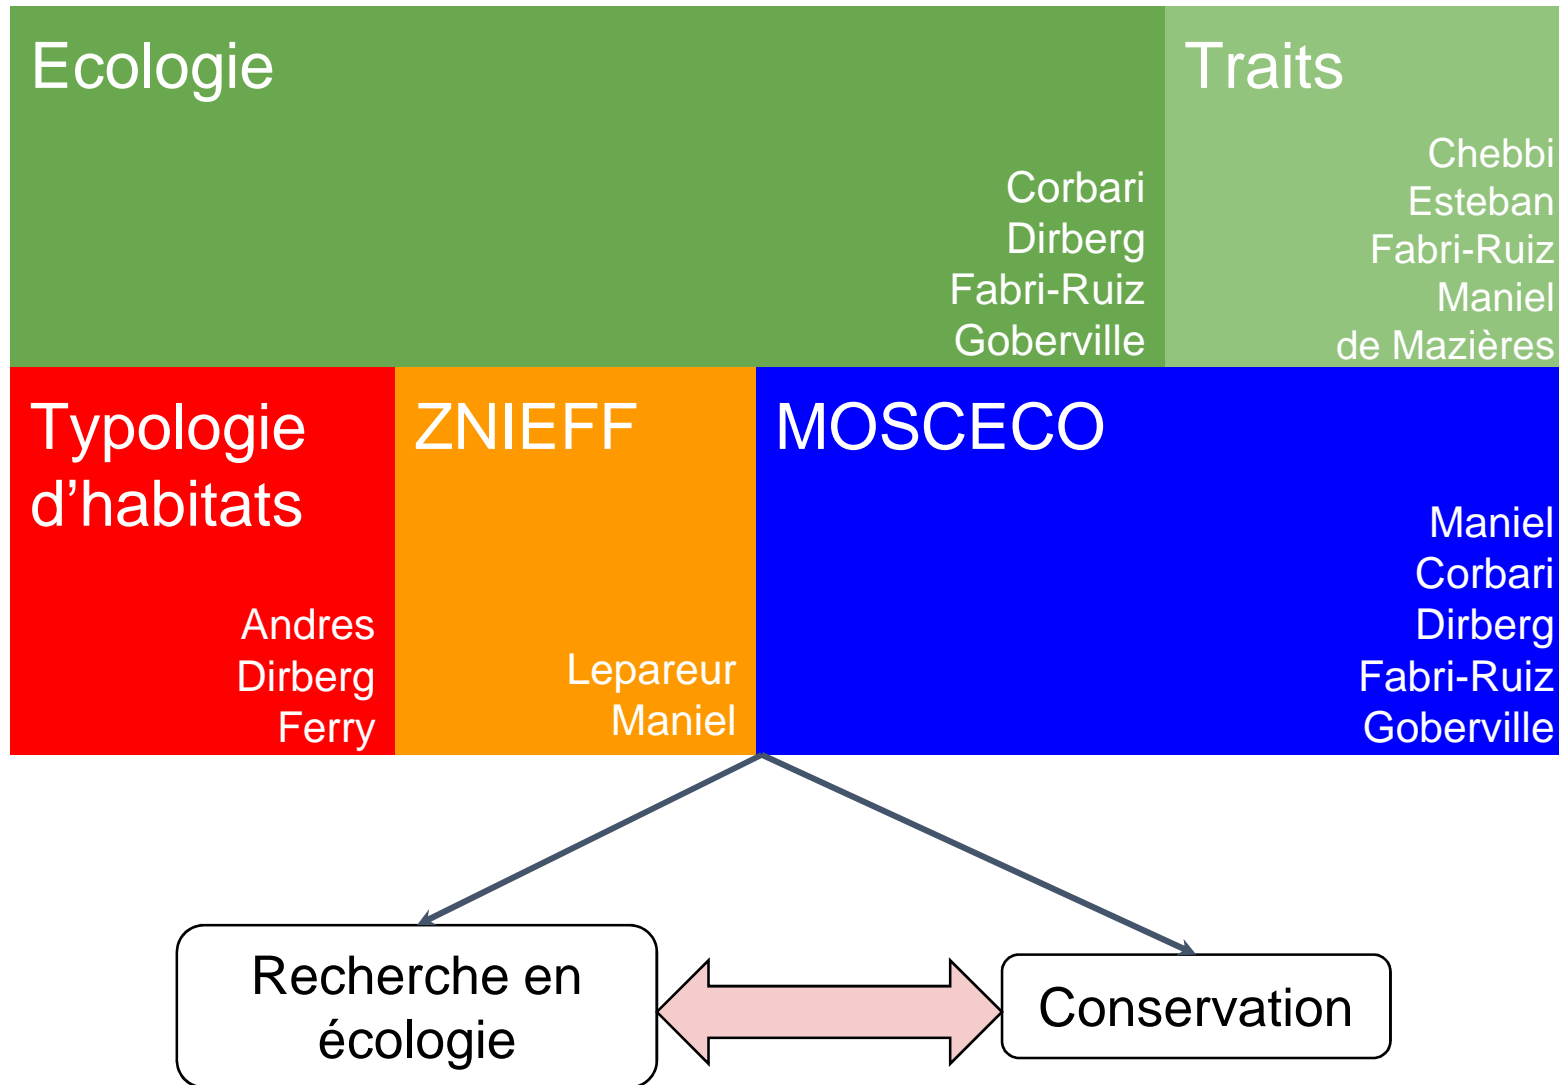 Ecologie
Corbari
Dirberg
Fabri-Ruiz
Goberville
Traits
Chebbi
Esteban
Fabri-Ruiz
Maniel
de Mazières
Typologie
d’habitats
Andres
Dirberg
Ferry
ZNIEFF
Lepareur
Maniel
MOSCECO
Maniel
Corbari
Dirberg
Fabri-Ruiz
Goberville
Recherche en
écologie
Conservation